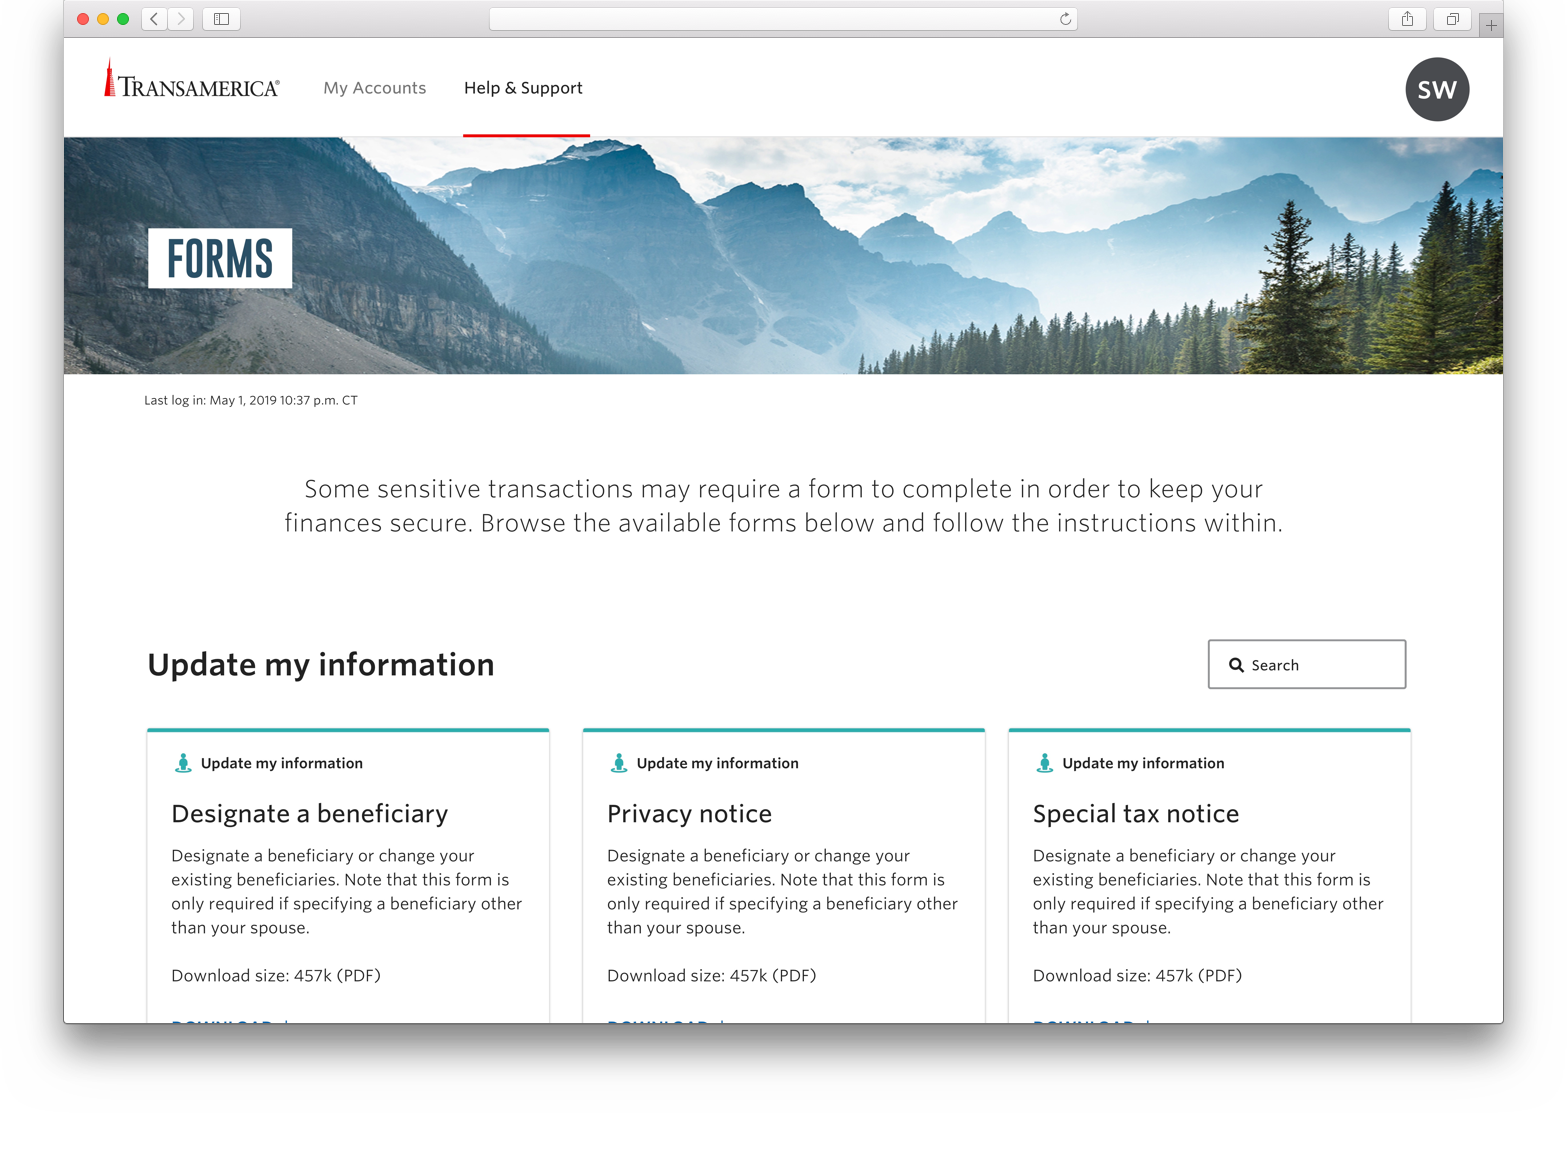 TRANSAMERICA®
My Accounts
Help & Support
SW
FORMS
Last log in: May 1, 2019 10:37 p.m. CT
Some sensitive transactions may require a form to complete in order to keep your
finances secure. Browse the available forms below and follow the instructions within.
Update my information
Search
Update my information
Designate a beneficiary
Designate a beneficiary or change your
existing beneficiaries. Note that this form is
only required if specifying a beneficiary other
than your spouse.
Download size: 457k (PDF)
DOWNLOAD
Update my information
Privacy notice
Designate a beneficiary or change your
existing beneficiaries. Note that this form is
only required if specifying a beneficiary other
than your spouse.
Download size: 457k (PDF)
DOWNLOAD
Update my information
Special tax notice
Designate a beneficiary or change your
existing beneficiaries. Note that this form is
only required if specifying a beneficiary other
than your spouse.
Download size: 457k (PDF)
DOWNLOAD